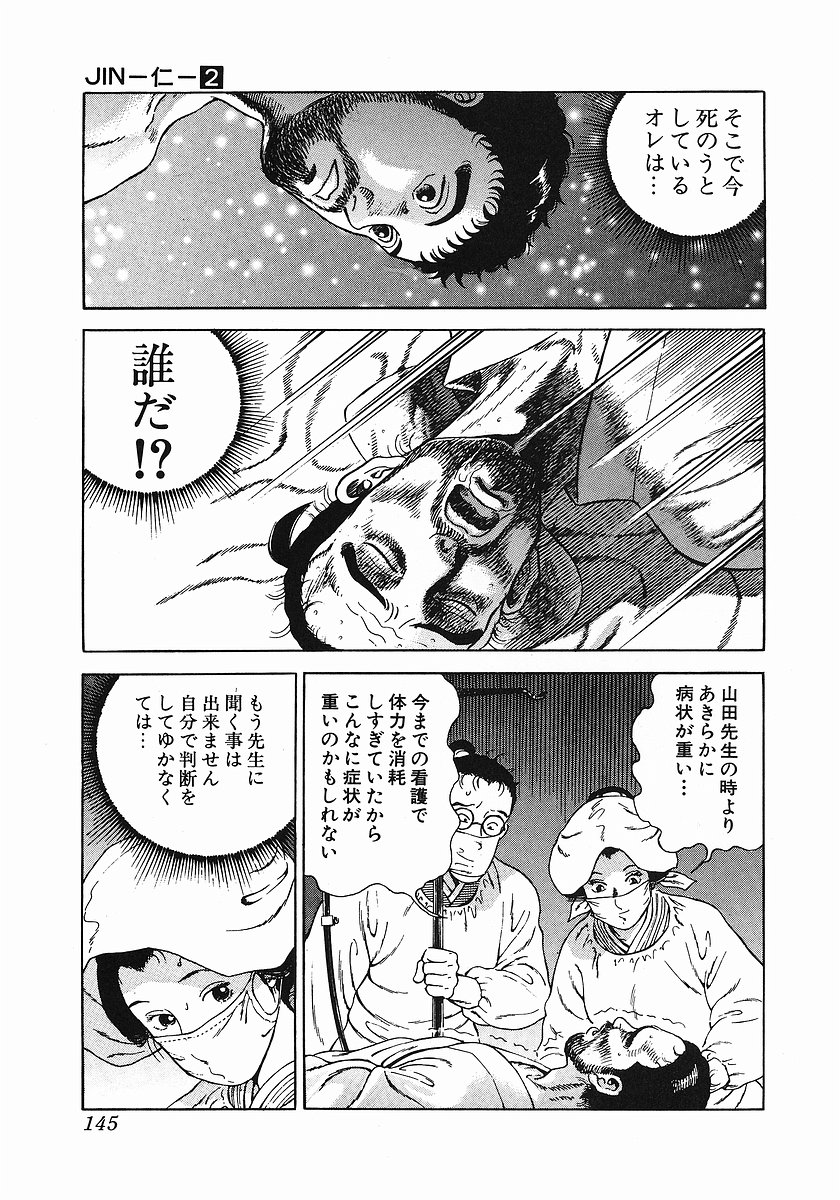 JIN－仁－2
そこで今
死のうと
している
オレは…
誰だ!?
山田先生の時より
あきらかに
病状が重い…
今までの看護で
体力を消耗
しすぎていたから
こんなに症状が
重いのかもしれない
もう先生に
聞く事は
出来ません
自分で判断を
してゆかなく
ては…
145